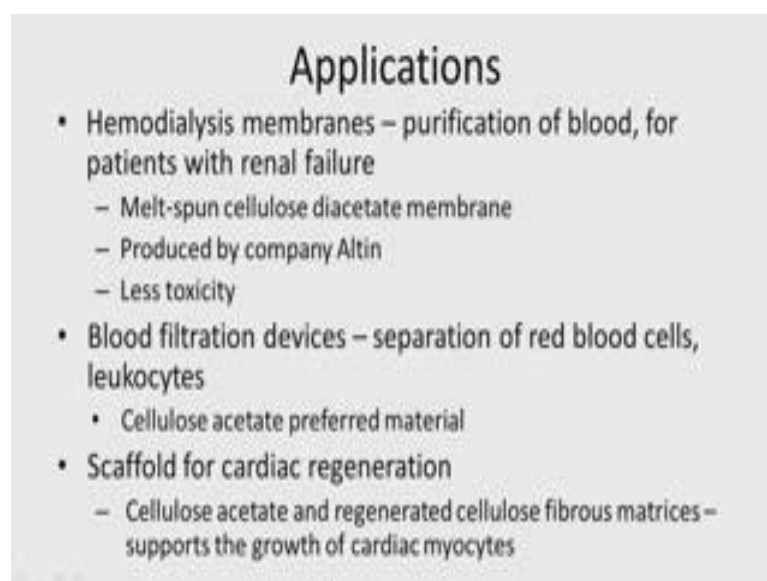 Applications
• Hemodialysis membranes – purification of blood, for
patients with renal failure
– Melt-spun cellulose diacetate membrane
– Produced by company Altin
– Less toxicity
• Blood filtration devices – separation of red blood cells,
leukocytes
• Cellulose acetate preferred material
• Scaffold for cardiac regeneration
– Cellulose acetate and regenerated cellulose fibrous matrices –
supports the growth of cardiac myocytes